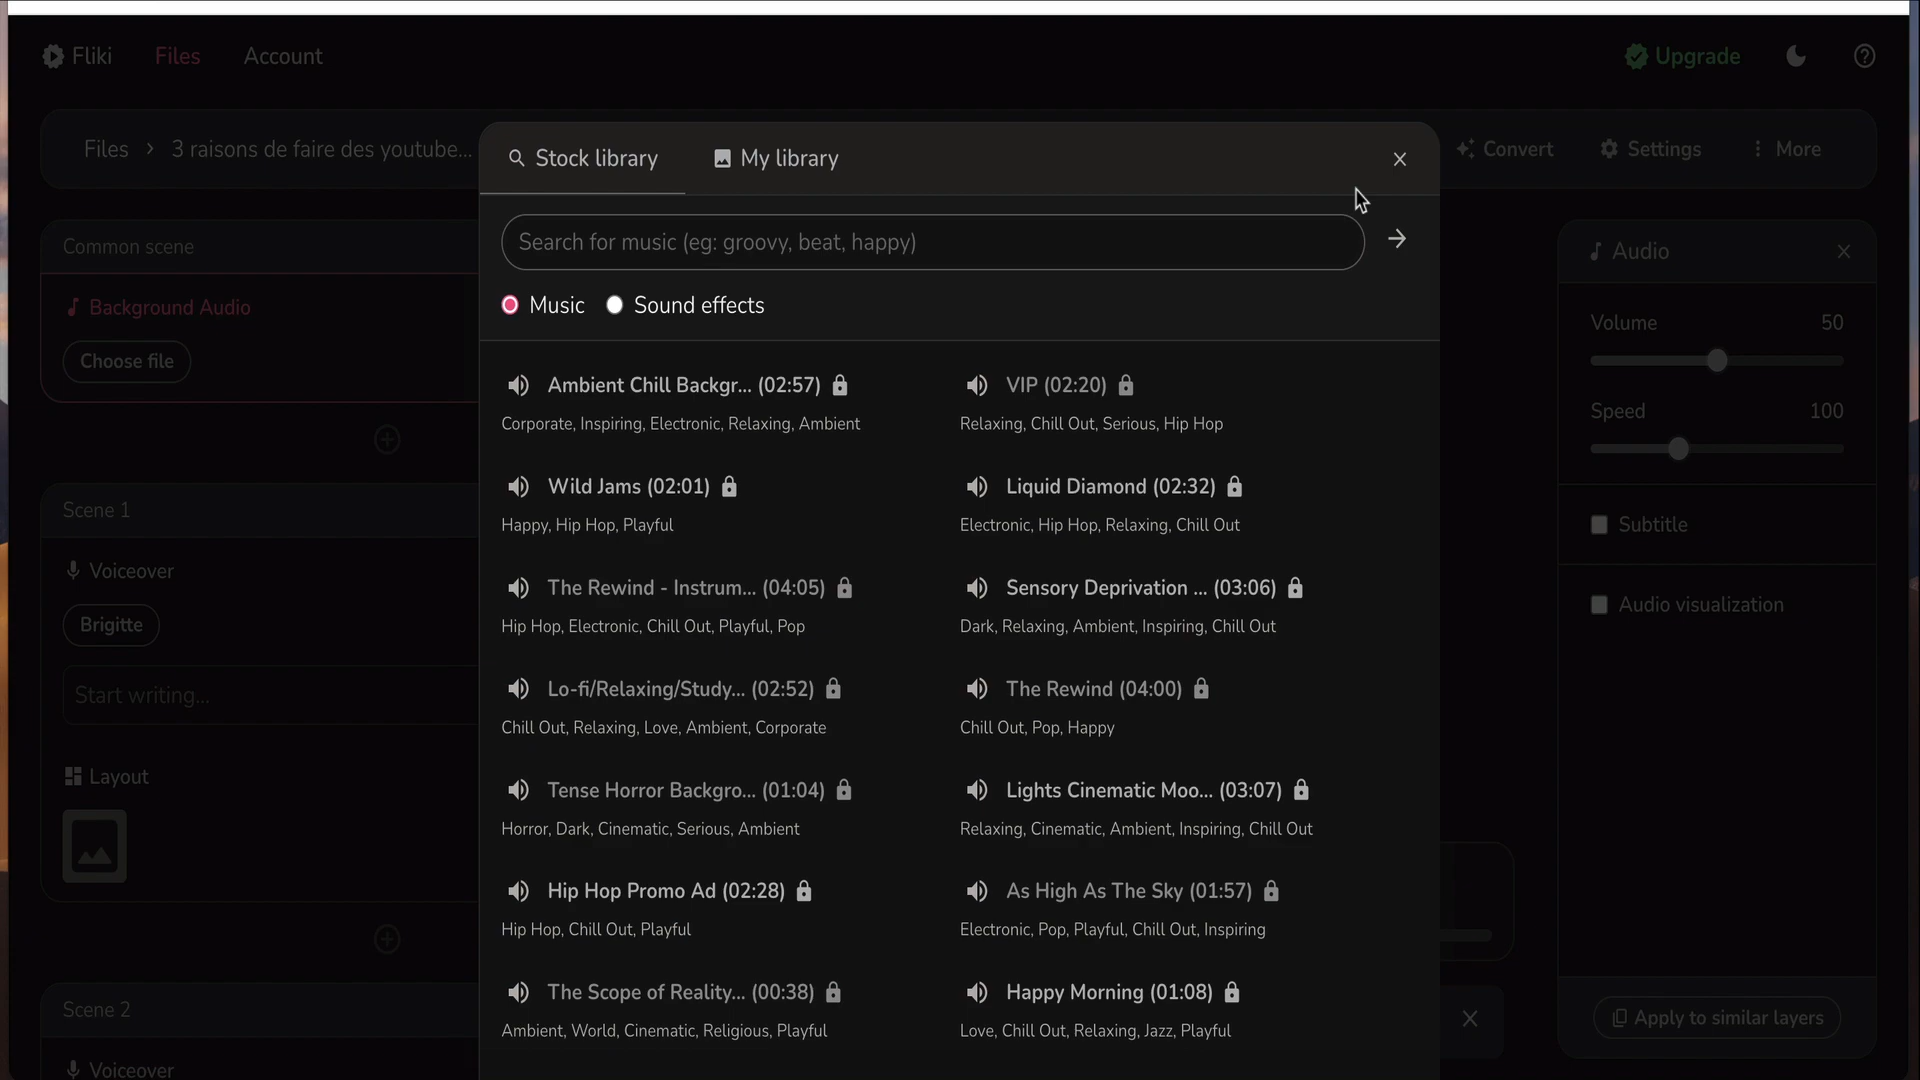 Fliki
Files
Account
Upgrade
Files > 3 raisons de faire des youtube...
Convert
Settings
More
Stock library
My library
Search for music (eg: groovy, beat, happy)
Music
Sound effects
Common scene
Background Audio
Choose file
Scene 1
Voiceover
Brigitte
Start writing...
Layout
Scene 2
Voiceover
Ambient Chill Backgr... (02:57)
Corporate, Inspiring, Electronic, Relaxing, Ambient
VIP (02:20)
Relaxing, Chill Out, Serious, Hip Hop
Wild Jams (02:01)
Happy, Hip Hop, Playful
Liquid Diamond (02:32)
Electronic, Hip Hop, Relaxing, Chill Out
The Rewind - Instrum... (04:05)
Hip Hop, Electronic, Chill Out, Playful, Pop
Sensory Deprivation ... (03:06)
Dark, Relaxing, Ambient, Inspiring, Chill Out
Lo-fi/Relaxing/Study... (02:52)
Chill Out, Relaxing, Love, Ambient, Corporate
The Rewind (04:00)
Chill Out, Pop, Happy
Tense Horror Backgro... (01:04)
Horror, Dark, Cinematic, Serious, Ambient
Lights Cinematic Moo... (03:07)
Relaxing, Cinematic, Ambient, Inspiring, Chill Out
Hip Hop Promo Ad (02:28)
Hip Hop, Chill Out, Playful
As High As The Sky (01:57)
Electronic, Pop, Playful, Chill Out, Inspiring
The Scope of Reality... (00:38)
Ambient, World, Cinematic, Religious, Playful
Happy Morning (01:08)
Love, Chill Out, Relaxing, Jazz, Playful
Audio
Volume 50
Speed 100
Subtitle
Audio visualization
Apply to similar layers